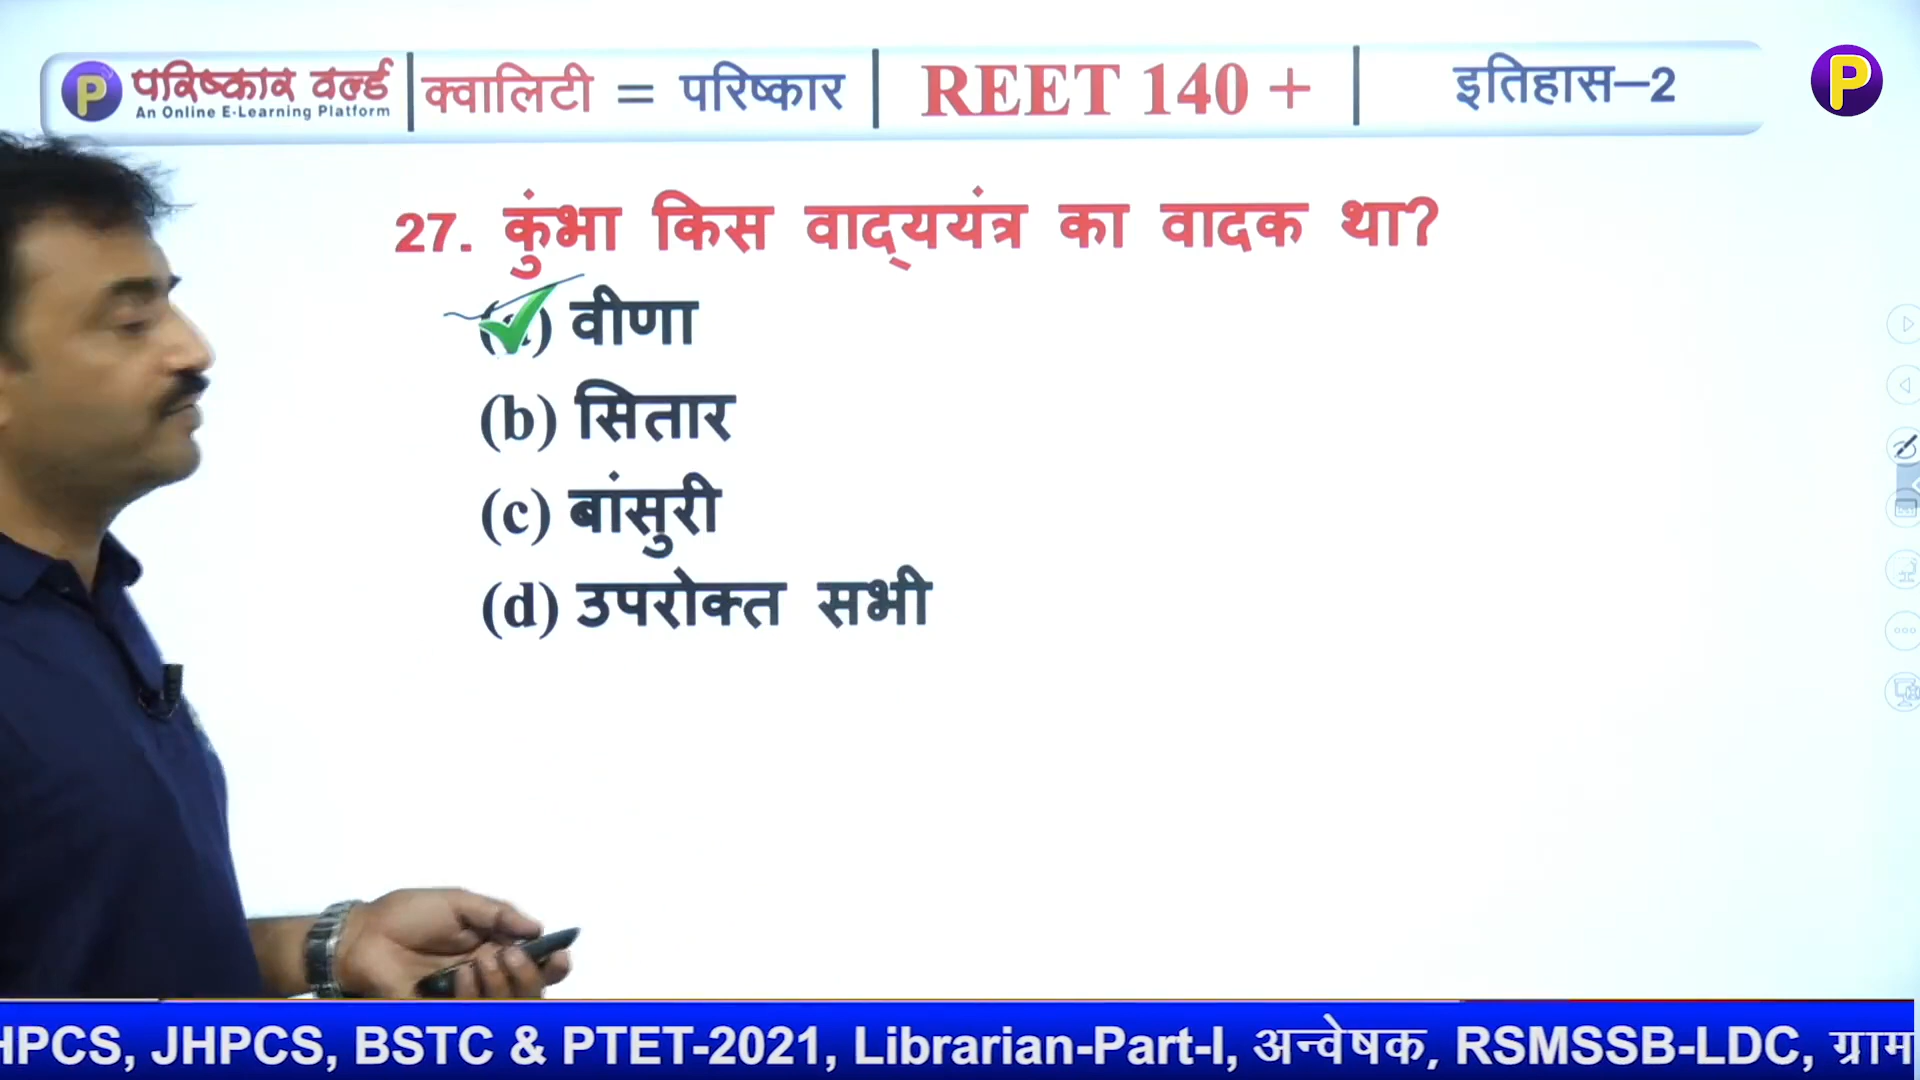 परिष्कार वर्ल्ड
An Online E-Learning Platform
क्वालिटी = परिष्कार
REET 140 +
इतिहास–2
27. कुंभा किस वाद्ययंत्र का वादक था?
(a) वीणा
(b) सितार
(c) बांसुरी
(d) उपरोक्त सभी
HPCS, JHPCS, BSTC & PTET-2021, Librarian-Part-I, अन्वेषक, RSMSSB-LDC, ग्राम